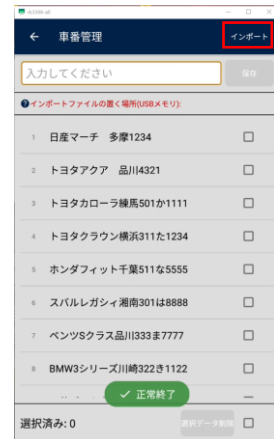 車番管理
インポート
入力してください
保存
?インポートファイルの置く場所(USBメモリ):
1 日産マーチ 多摩1234
2 トヨタアクア 品川4321
3 トヨタカローラ練馬501か1111
4 トヨタクラウン横浜311た1234
5 ホンダフィット千葉511な5555
6 スバルレガシィ湘南301は8888
7 ベンツSクラス品川333ま7777
8 BMW3シリーズ川崎322き1122
正常終了
選択済み: 0
選択データ削除